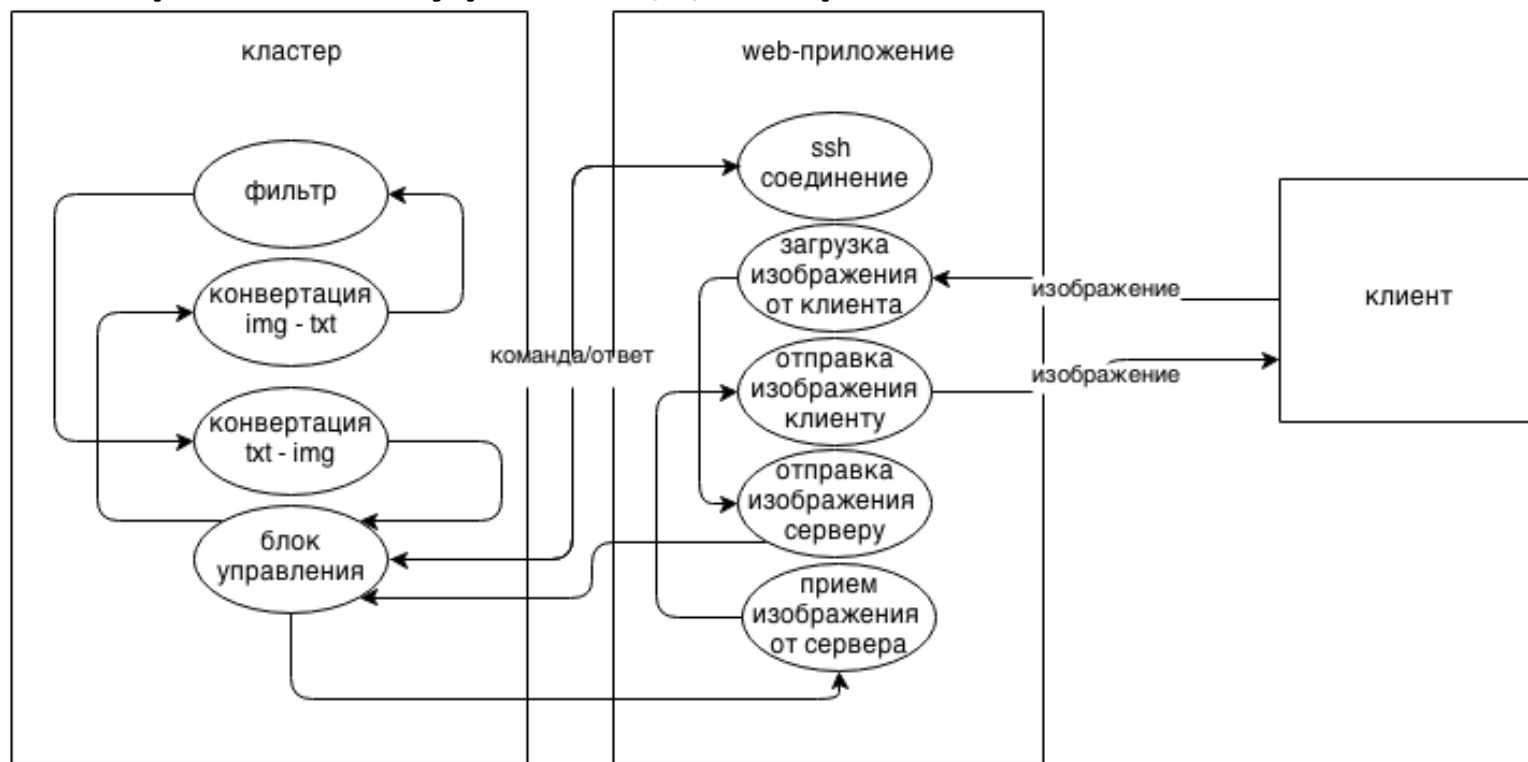 кластер
фильтр
конвертация
img - txt
конвертация
txt - img
блок
управления
команда/ответ
web-приложение
ssh
соединение
загрузка
изображения
от клиента
отправка
изображения
клиенту
отправка
изображения
серверу
прием
изображения
от сервера
изображение
изображение
клиент